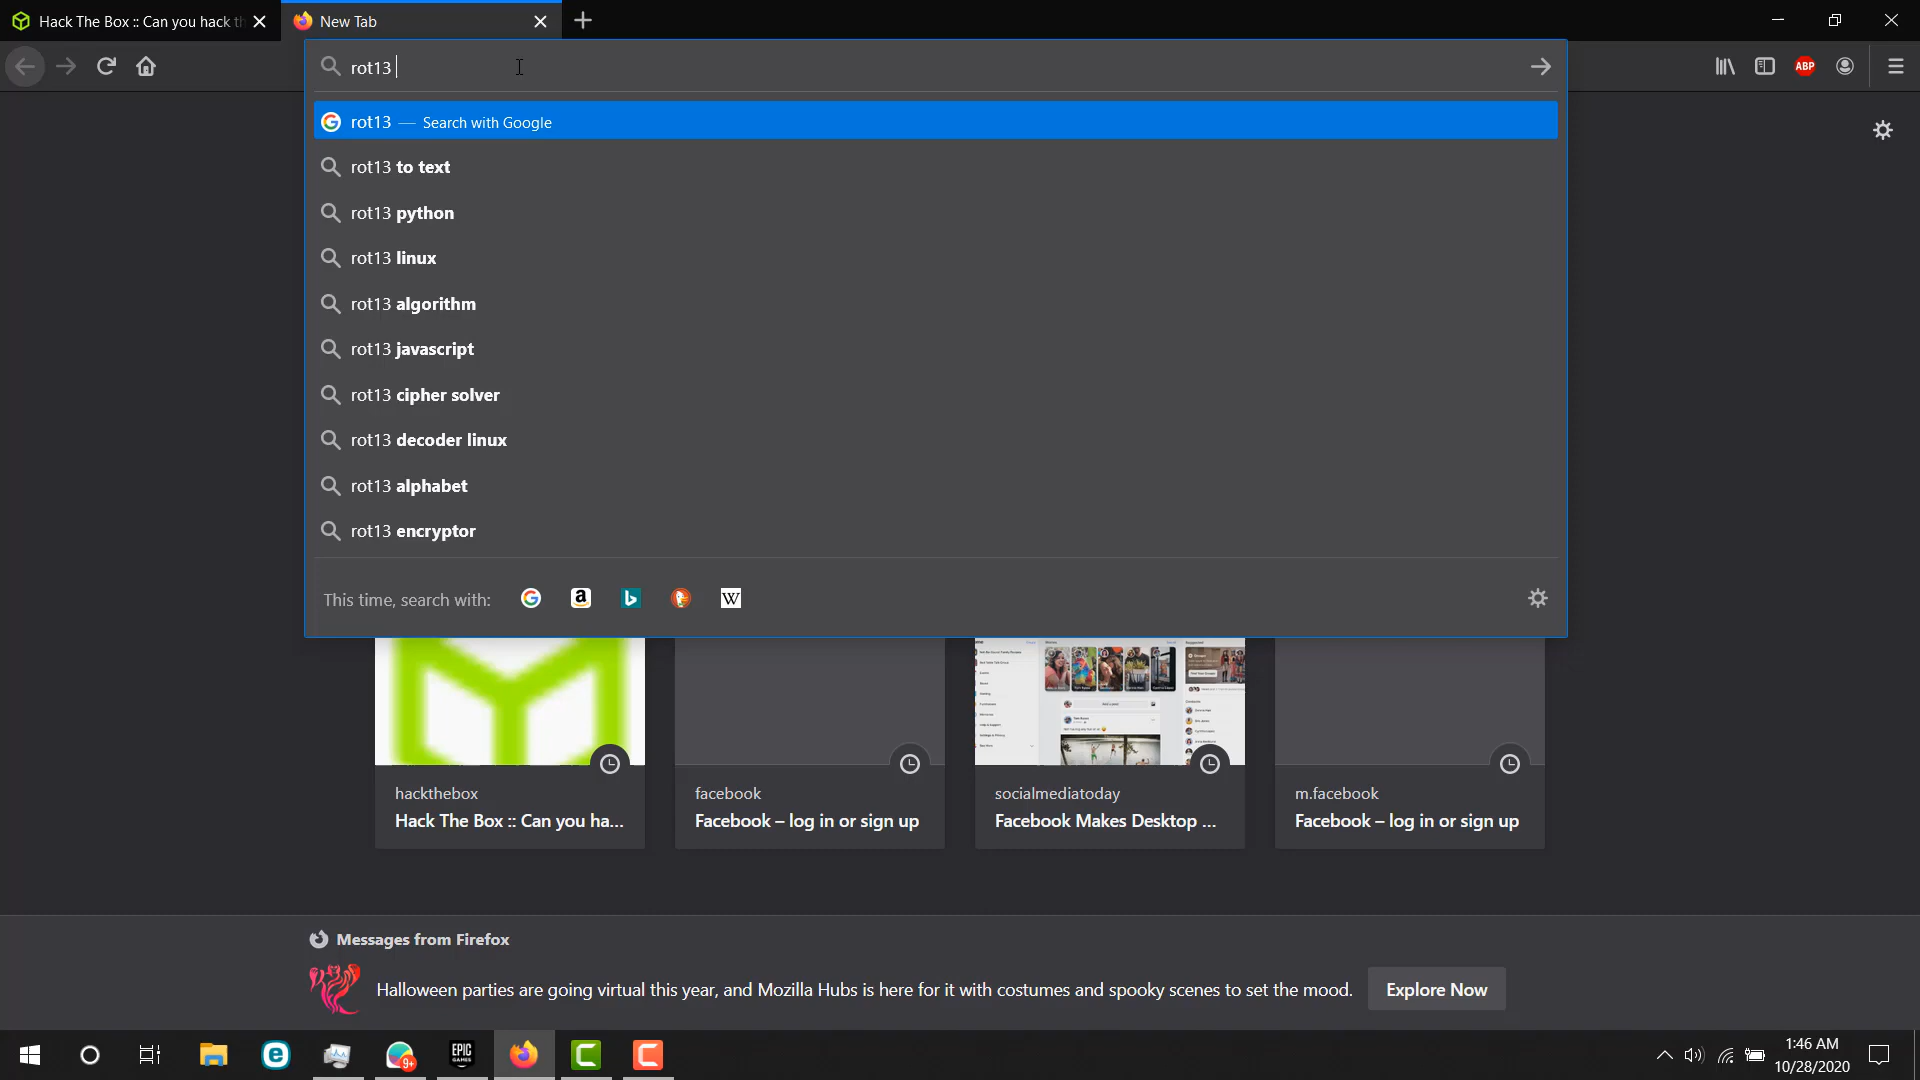 Hack The Box :: Can you hack th
New Tab
rot13
rot13 — Search with Google
rot13 to text
rot13 python
rot13 linux
rot13 algorithm
rot13 javascript
rot13 cipher solver
rot13 decoder linux
rot13 alphabet
rot13 encryptor
This time, search with:
hackthebox
Hack The Box :: Can you ha...
facebook
Facebook – log in or sign up
socialmediatoday
Facebook Makes Desktop ...
m.facebook
Facebook – log in or sign up
Messages from Firefox
Halloween parties are going virtual this year, and Mozilla Hubs is here for it with costumes and spooky scenes to set the mood.
Explore Now
ABP
9+
EPIC
GAMES
1:46 AM
10/28/2020